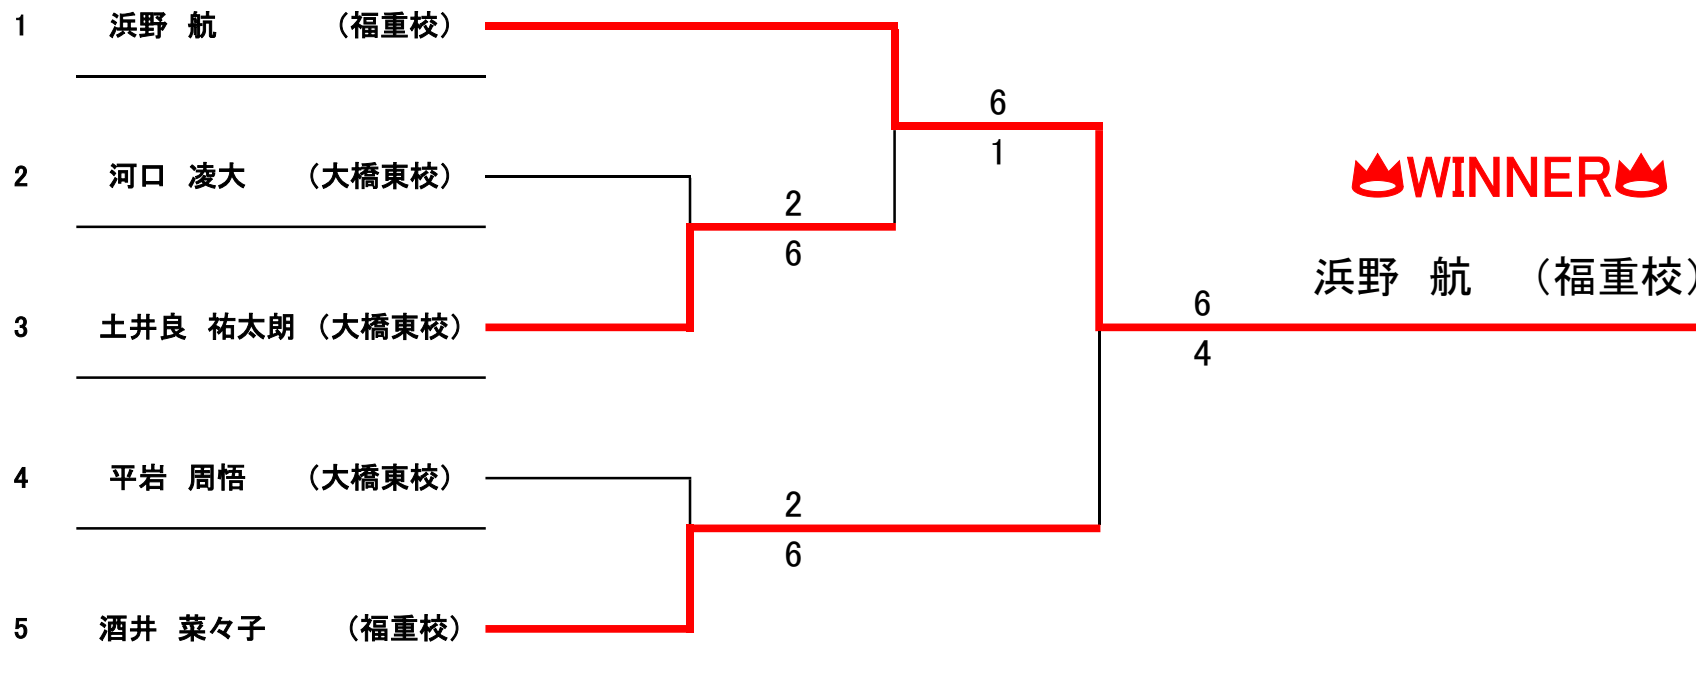 1 浜野 航 （福重校）
6
1
WINNER
2 河口 凌大 （大橋東校）
2
6
浜野 航 （福重校）
6
4
3 土井良 祐太朗 （大橋東校）
4 平岩 周悟 （大橋東校）
2
6
5 酒井 菜々子 （福重校）